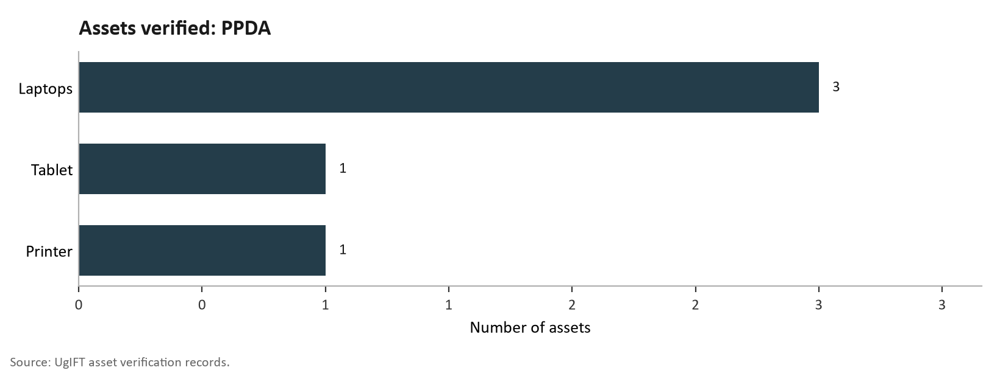 Assets verified: PPDA
Laptops 3
Tablet 1
Printer 1
0 0 1 1 2 2 3 3
Number of assets
Source: UgIFT asset verification records.